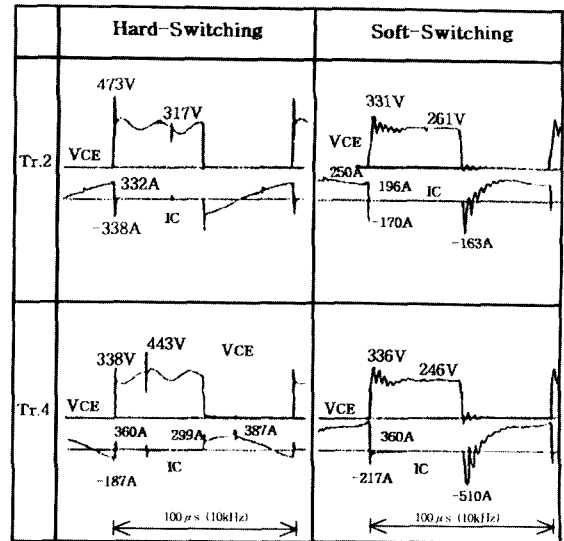 Hard-Switching
Soft-Switching
Tr.2
473V
317V
VCE
332A
IC
-338A
331V
261V
VCE
250A
196A
IC
-170A
-163A
Tr.4
338V
443V
VCE
VCE
360A
299A
387A
IC
-187A
100μs (10kHz)
336V
246V
VCE
360A
IC
-217A
-510A
100μs (10kHz)